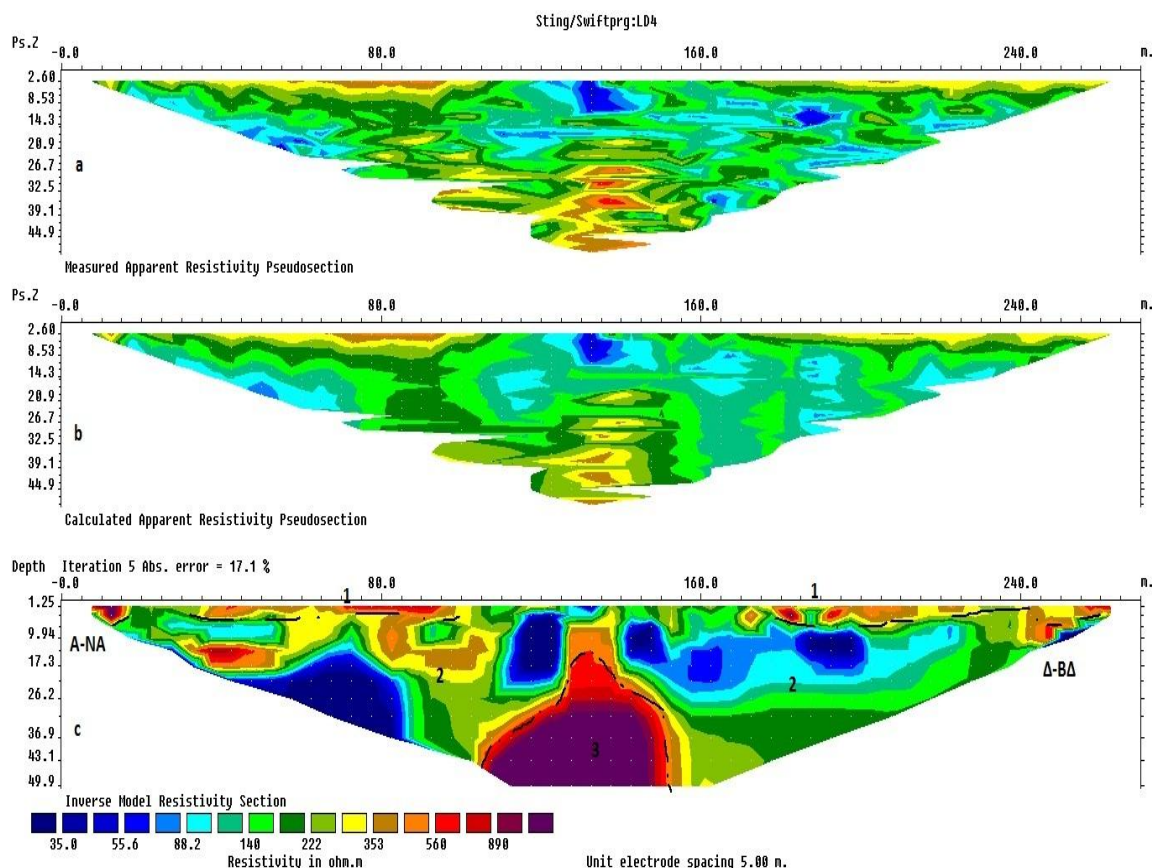 Sting/Swiftprg:LD4
Ps.Z -0.0 80.0 160.0 240.0 m.
2.60
8.53
14.3
20.9
26.7
32.5
39.1
44.9
a
Measured Apparent Resistivity Pseudosection
Ps.Z -0.0 80.0 160.0 240.0 m.
2.60
8.53
14.3
20.9
26.7
32.5
39.1
44.9
b
Calculated Apparent Resistivity Pseudosection
Depth Iteration 5 Abs. error = 17.1 %
-0.0 80.0 160.0 240.0 m.
1 1
1.25
9.94
17.3
26.2
36.9
43.1
49.9
A-NA
Δ-ΒΔ
2 2
c
3
Inverse Model Resistivity Section
35.0 55.6 88.2 140 222 353 560 890
Resistivity in ohm.m Unit electrode spacing 5.00 m.